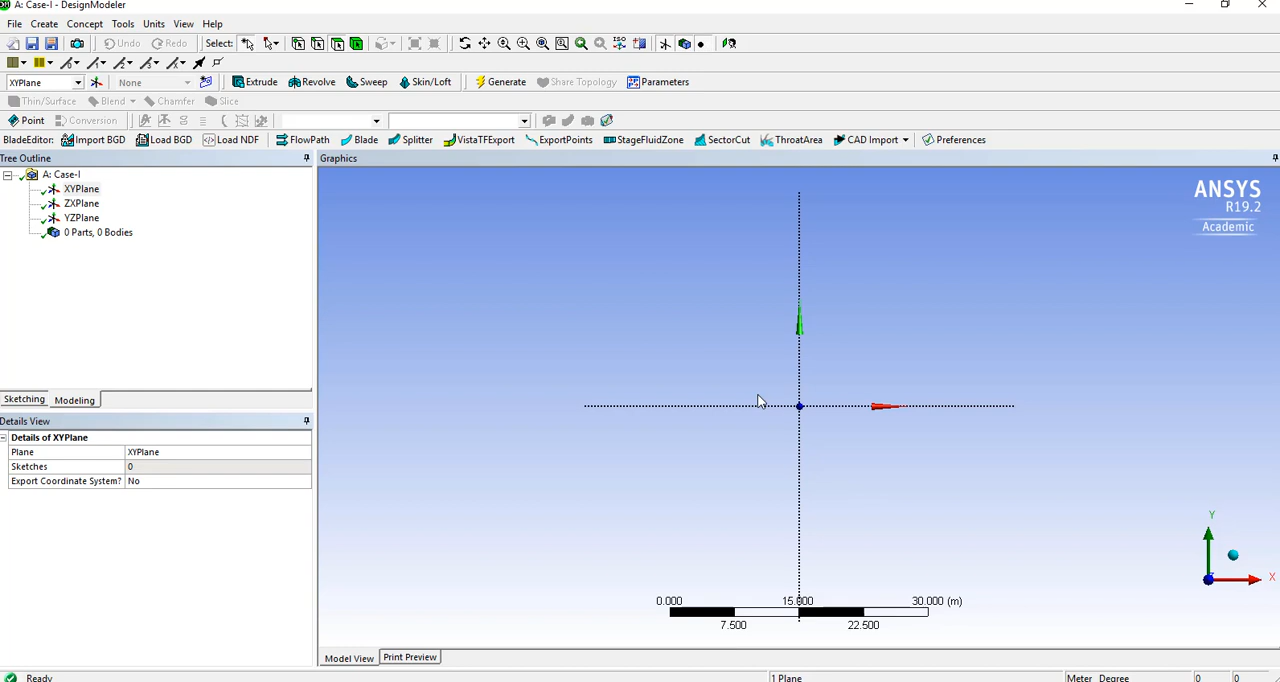 A: Case-I - DesignModeler
File Create Concept Tools Units View Help
Undo Redo Select:
XYPlane None Extrude Revolve Sweep Skin/Loft Generate Share Topology Parameters
Thin/Surface Blend Chamfer Slice
Point Conversion
BladeEditor: Import BGD Load BGD Load NDF FlowPath Blade Splitter VistaTFExport ExportPoints StageFluidZone SectorCut ThroatArea CAD Import Preferences
Tree Outline
Graphics
A: Case-I
XYPlane
ZXPlane
YZPlane
0 Parts, 0 Bodies
ANSYS
R19.2
Academic
Sketching Modeling
Details View
Details of XYPlane
Plane XYPlane
Sketches 0
Export Coordinate System? No
Y
X
0.000 15.000 30.000 (m)
7.500 22.500
Model View Print Preview
Ready 1 Plane Meter Degree 0 0